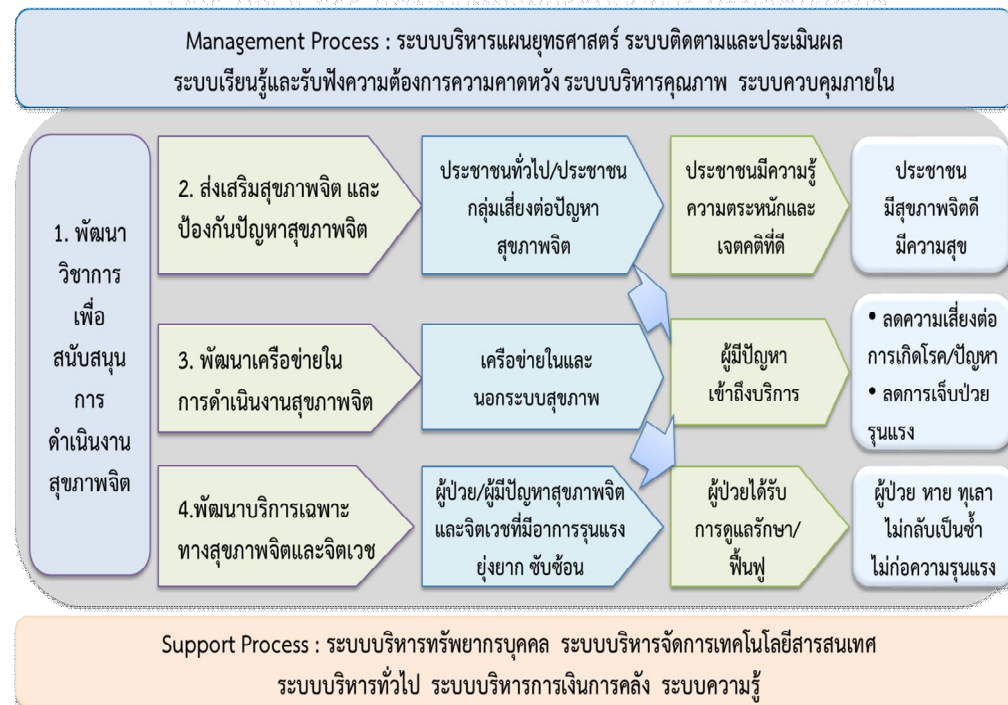 Management Process : ระบบบริหารแผนยุทธศาสตร์ ระบบติดตามและประเมินผล
ระบบเรียนรู้และรับฟังความต้องการความคาดหวัง ระบบบริหารคุณภาพ ระบบควบคุมภายใน
1. พัฒนา
วิชาการ
เพื่อ
สนับสนุน
การ
ดำเนินงาน
สุขภาพจิต
2. ส่งเสริมสุขภาพจิต และ
ป้องกันปัญหาสุขภาพจิต
ประชาชนทั่วไป/ประชาชน
กลุ่มเสี่ยงต่อปัญหา
สุขภาพจิต
ประชาชนมีความรู้
ความตระหนักและ
เจตคติที่ดี
ประชาชน
มีสุขภาพจิตดี
มีความสุข
3. พัฒนาเครือข่ายใน
การดำเนินงานสุขภาพจิต
เครือข่ายในและ
นอกระบบสุขภาพ
ผู้มีปัญหา
เข้าถึงบริการ
• ลดความเสี่ยงต่อ
การเกิดโรค/ปัญหา
• ลดการเจ็บป่วย
รุนแรง
4.พัฒนาบริการเฉพาะ
ทางสุขภาพจิตและจิตเวช
ผู้ป่วย/ผู้มีปัญหาสุขภาพจิต
และจิตเวชที่มีอาการรุนแรง
ยุ่งยาก ซับซ้อน
ผู้ป่วยได้รับ
การดูแลรักษา/
ฟื้นฟู
ผู้ป่วย หาย ทุเลา
ไม่กลับเป็นซ้ำ
ไม่ก่อความรุนแรง
Support Process : ระบบบริหารทรัพยากรบุคคล ระบบบริหารจัดการเทคโนโลยีสารสนเทศ
ระบบบริหารทั่วไป ระบบบริหารการเงินการคลัง ระบบความรู้